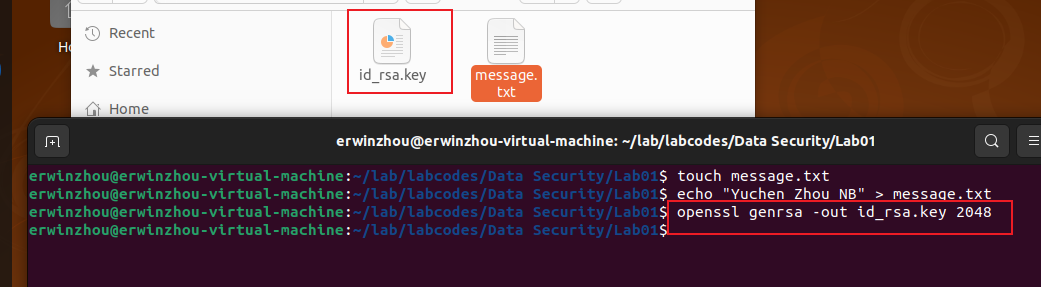 Recent
Starred
Home
id_rsa.key
message.
txt
erwinzhou@erwinzhou-virtual-machine: ~/lab/labcodes/Data Security/Lab01
erwinzhou@erwinzhou-virtual-machine:~/lab/labcodes/Data Security/Lab01$ touch message.txt
erwinzhou@erwinzhou-virtual-machine:~/lab/labcodes/Data Security/Lab01$ echo "Yuchen Zhou NB" > message.txt
erwinzhou@erwinzhou-virtual-machine:~/lab/labcodes/Data Security/Lab01$ openssl genrsa -out id_rsa.key 2048
erwinzhou@erwinzhou-virtual-machine:~/lab/labcodes/Data Security/Lab01$